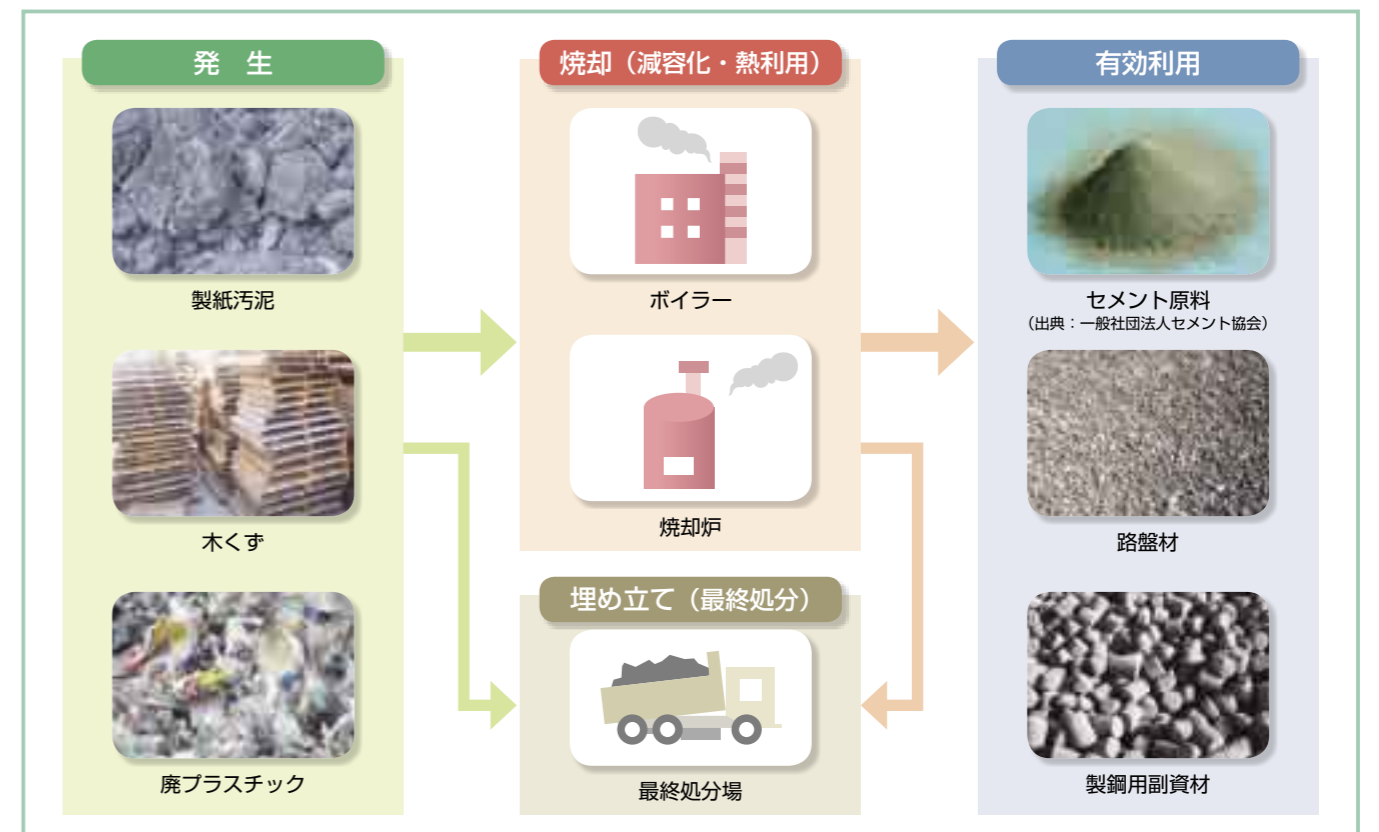 発　生
製紙汚泥
木くず
廃プラスチック
焼却（減容化・熱利用）
ボイラー
焼却炉
埋め立て（最終処分）
最終処分場
有効利用
セメント原料
（出典：一般社団法人セメント協会）
路盤材
製鋼用副資材